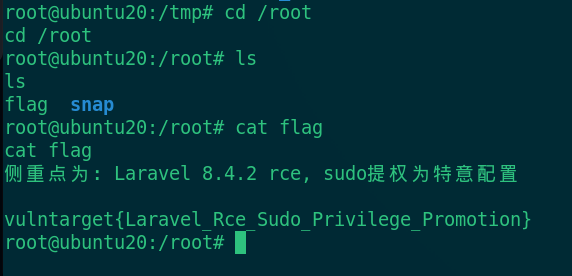 root@ubuntu20:/tmp# cd /root
cd /root
root@ubuntu20:/root# ls
ls
flag  snap
root@ubuntu20:/root# cat flag
cat flag
侧重点为: Laravel 8.4.2 rce, sudo提权为特意配置
vulntarget{Laravel_Rce_Sudo_Privilege_Promotion}
root@ubuntu20:/root#